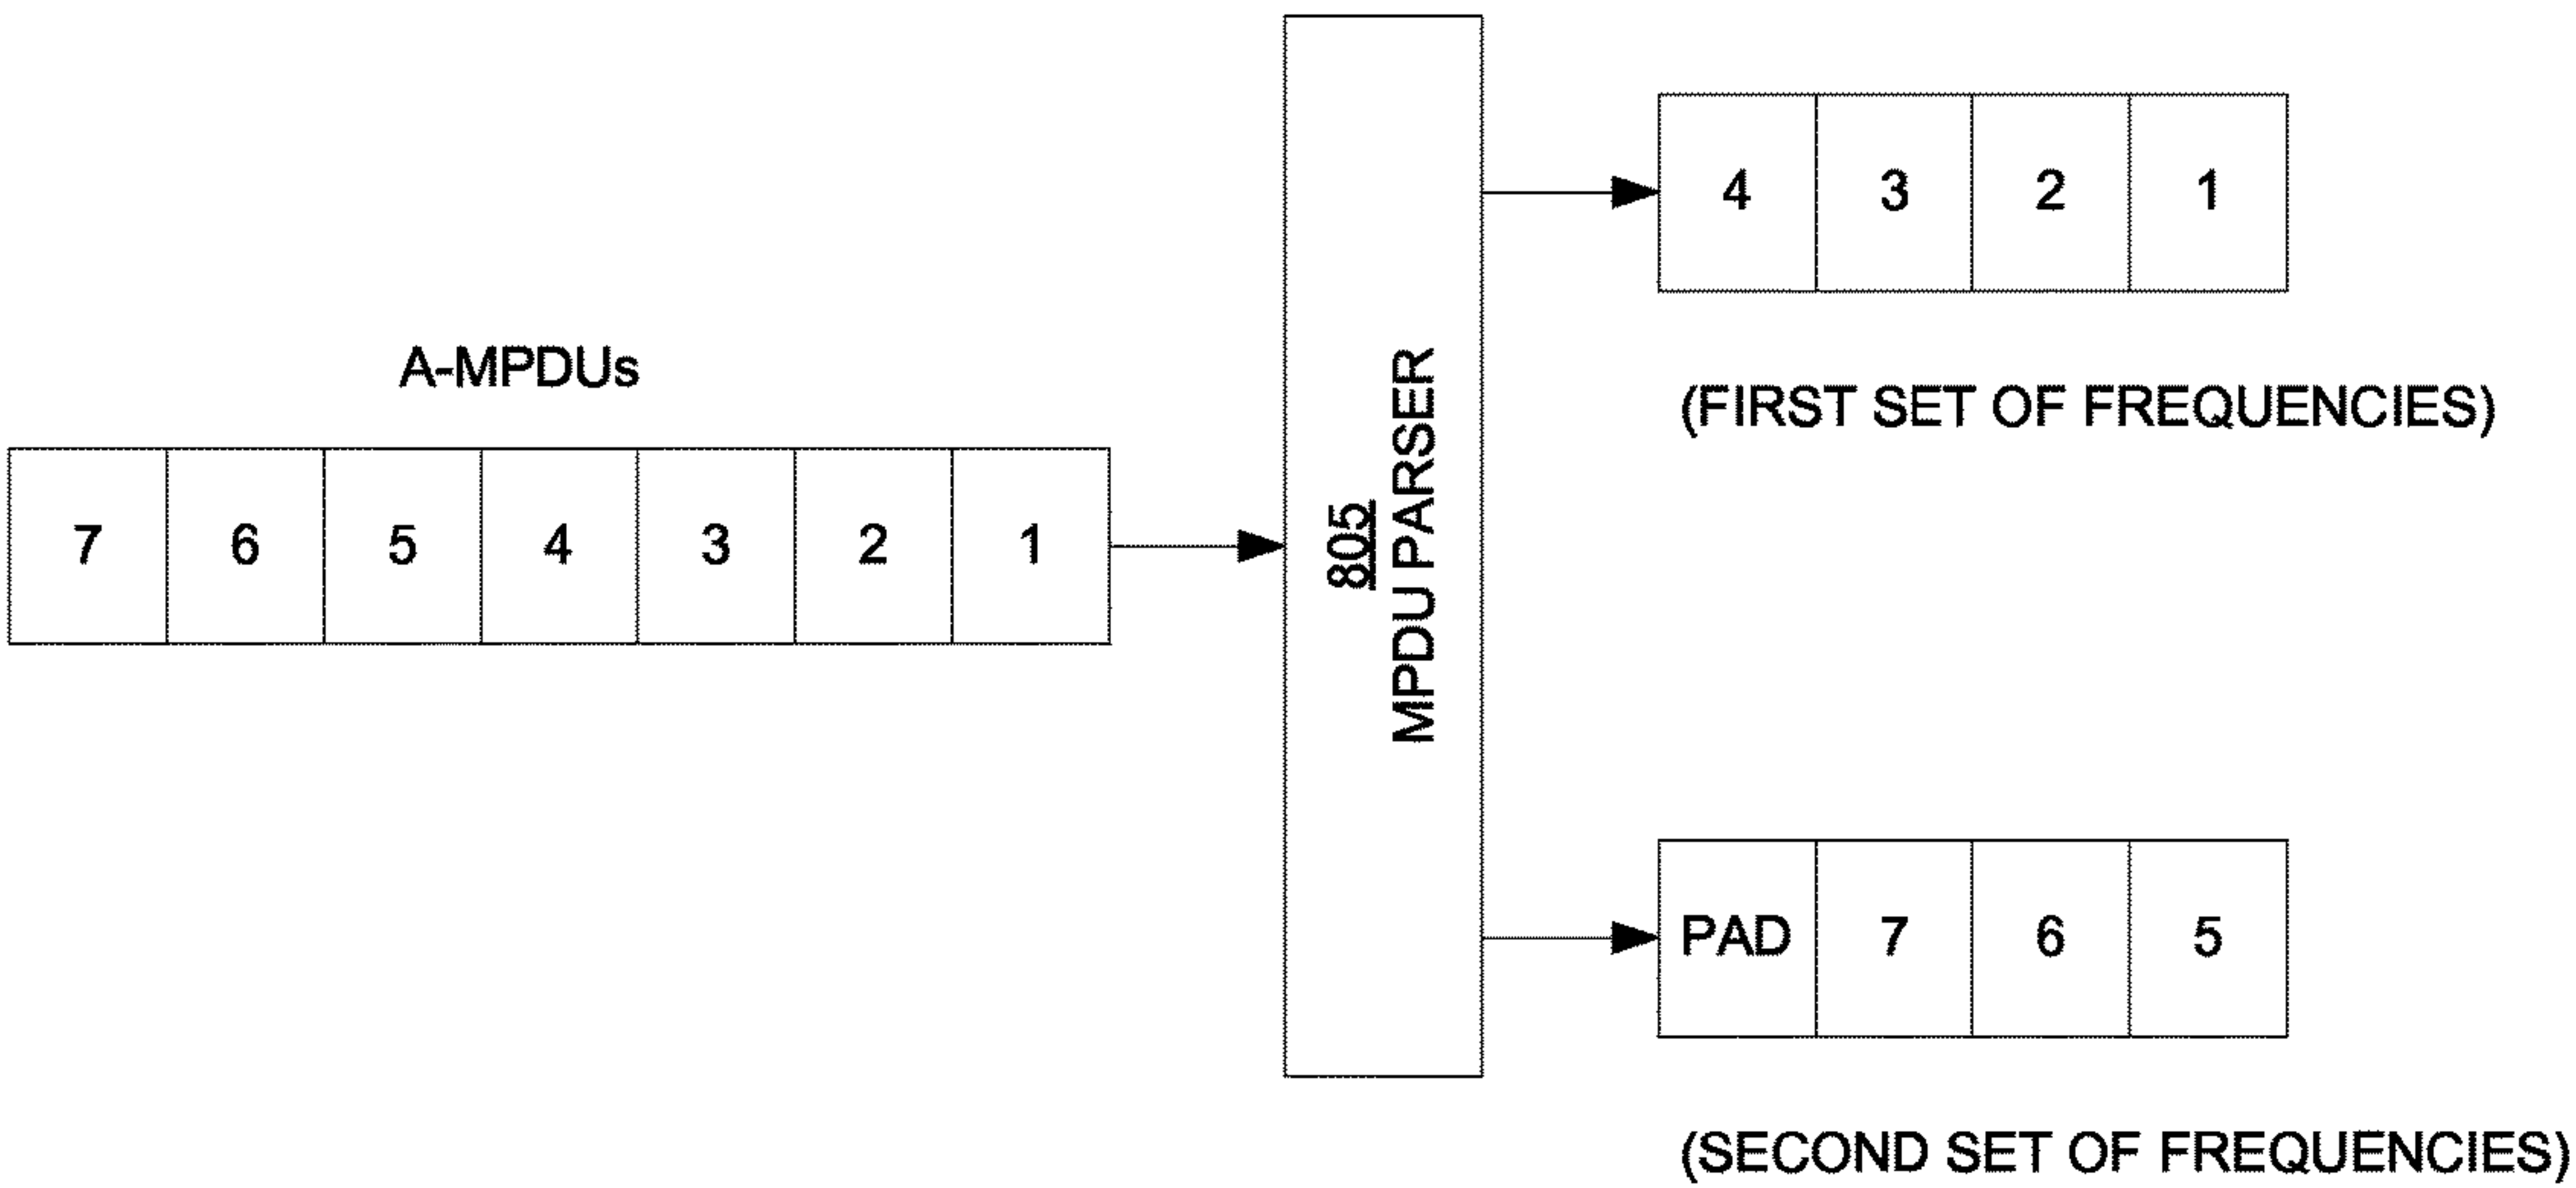 A-MPDUs
7 6 5 4 3 2 1
805
MPDU PARSER
4 3 2 1
(FIRST SET OF FREQUENCIES)
PAD 7 6 5
(SECOND SET OF FREQUENCIES)